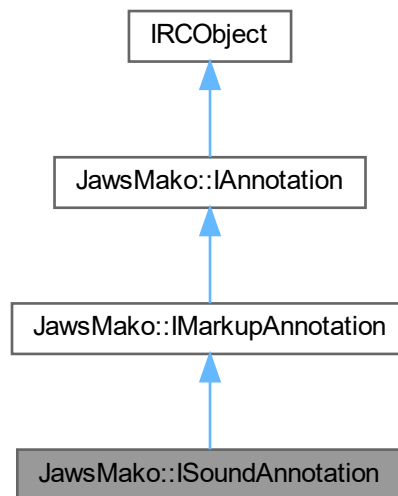 IRCObject
JawsMako::IAnnotation
JawsMako::IMarkupAnnotation
JawsMako::ISoundAnnotation